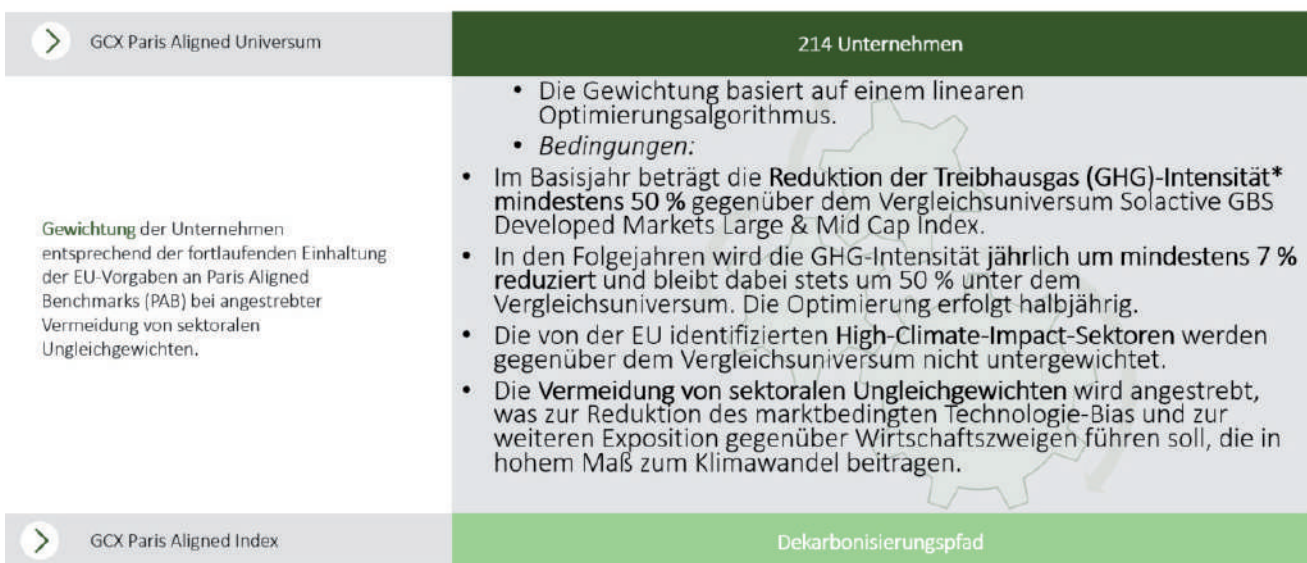 GCX Paris Aligned Universum
214 Unternehmen
Gewichtung der Unternehmen
entsprechend der fortlaufenden Einhaltung
der EU-Vorgaben an Paris Aligned
Benchmarks (PAB) bei angestrebter
Vermeidung von sektoralen
Ungleichgewichten.
• Die Gewichtung basiert auf einem linearen
Optimierungsalgorithmus.
• Bedingungen:
• Im Basisjahr beträgt die Reduktion der Treibhausgas (GHG)-Intensität*
mindestens 50 % gegenüber dem Vergleichsuniversum Solactive GBS
Developed Markets Large & Mid Cap Index.
• In den Folgejahren wird die GHG-Intensität jährlich um mindestens 7 %
reduziert und bleibt dabei stets um 50 % unter dem
Vergleichsuniversum. Die Optimierung erfolgt halbjährig.
• Die von der EU identifizierten High-Climate-Impact-Sektoren werden
gegenüber dem Vergleichsuniversum nicht untergewichtet.
• Die Vermeidung von sektoralen Ungleichgewichten wird angestrebt,
was zur Reduktion des marktbedingten Technologie-Bias und zur
weiteren Exposition gegenüber Wirtschaftszweigen führen soll, die in
hohem Maß zum Klimawandel beitragen.
GCX Paris Aligned Index
Dekarbonisierungspfad